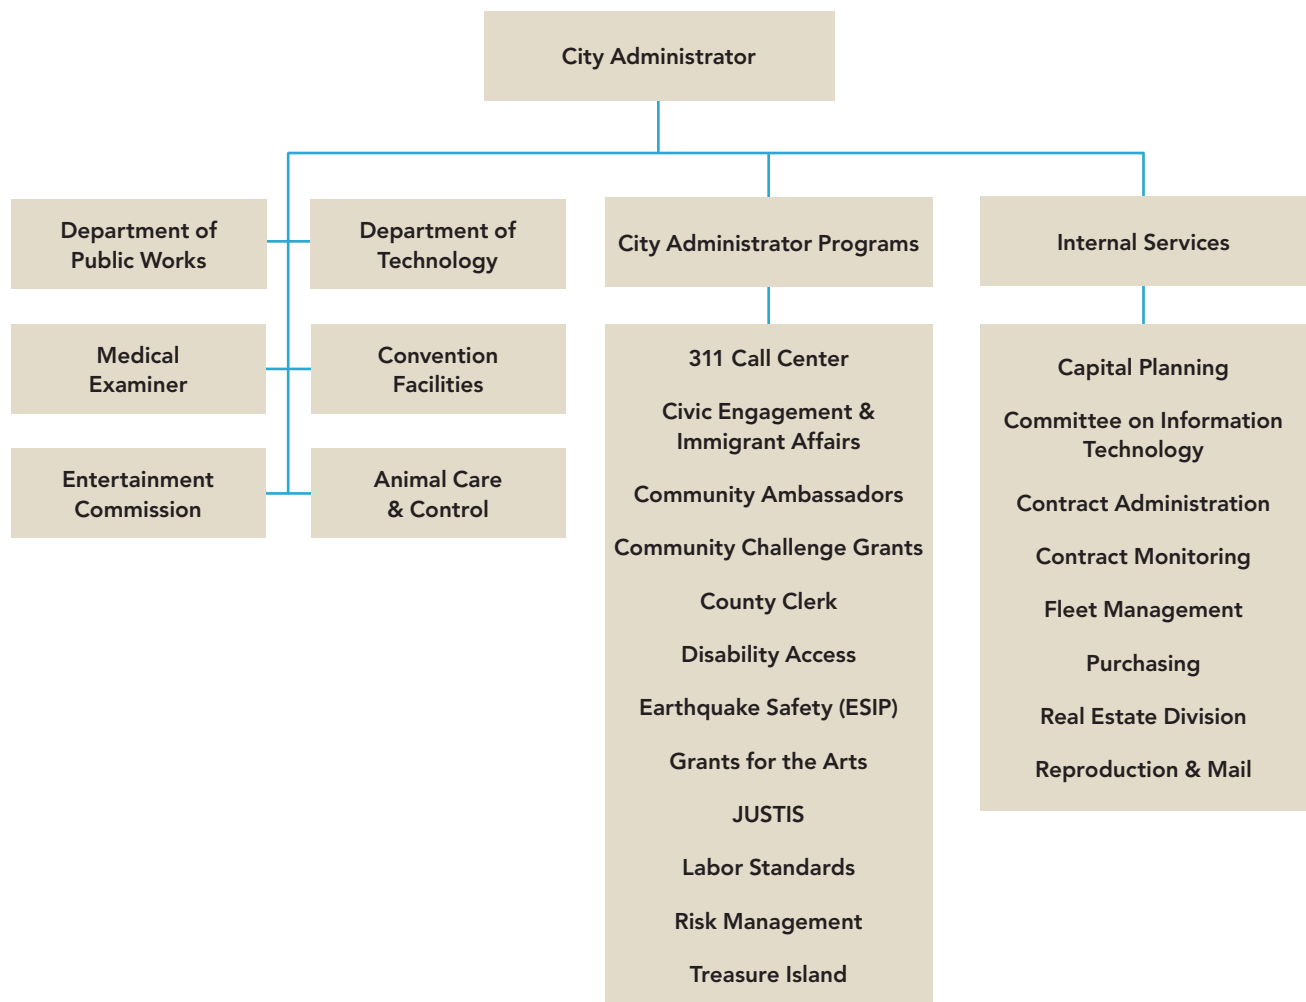 City Administrator
Department of
Public Works
Department of
Technology
Medical
Examiner
Convention
Facilities
Entertainment
Commission
Animal Care
& Control
City Administrator Programs
311 Call Center
Civic Engagement &
Immigrant Affairs
Community Ambassadors
Community Challenge Grants
County Clerk
Disability Access
Earthquake Safety (ESIP)
Grants for the Arts
JUSTIS
Labor Standards
Risk Management
Treasure Island
Internal Services
Capital Planning
Committee on Information
Technology
Contract Administration
Contract Monitoring
Fleet Management
Purchasing
Real Estate Division
Reproduction & Mail